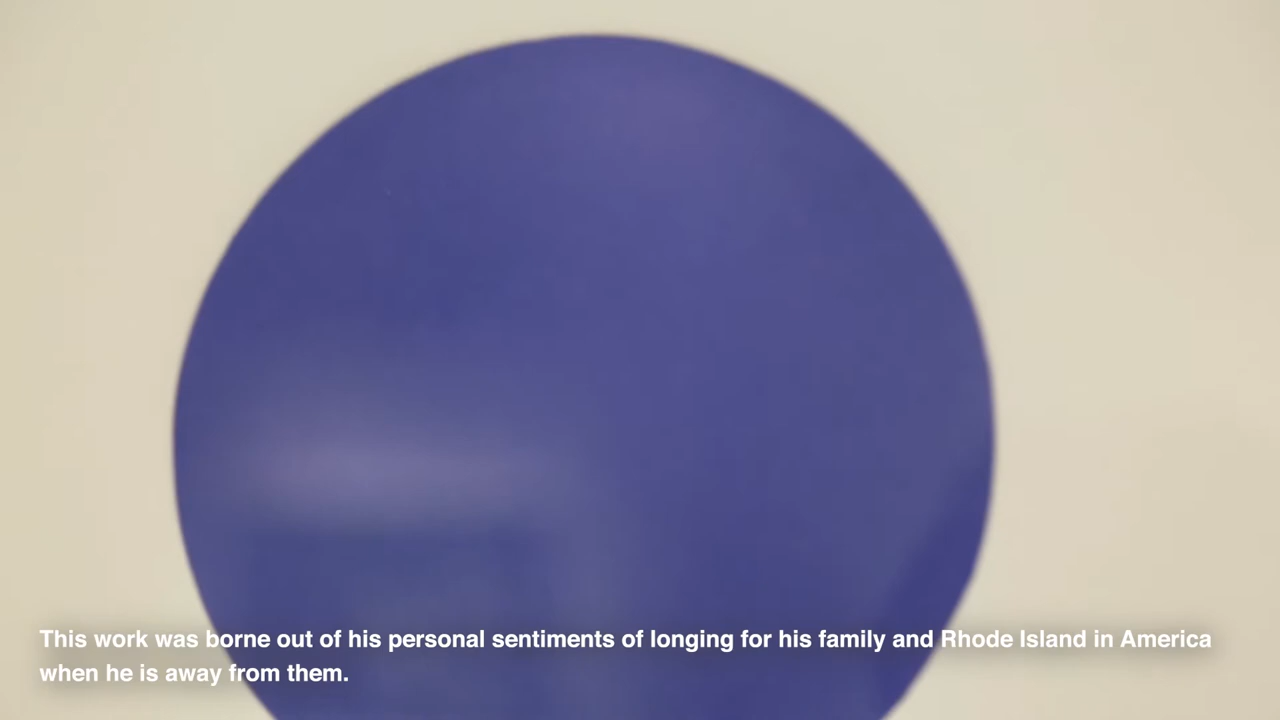 This work was borne out of his personal sentiments of longing for his family and Rhode Island in America
when he is away from them.